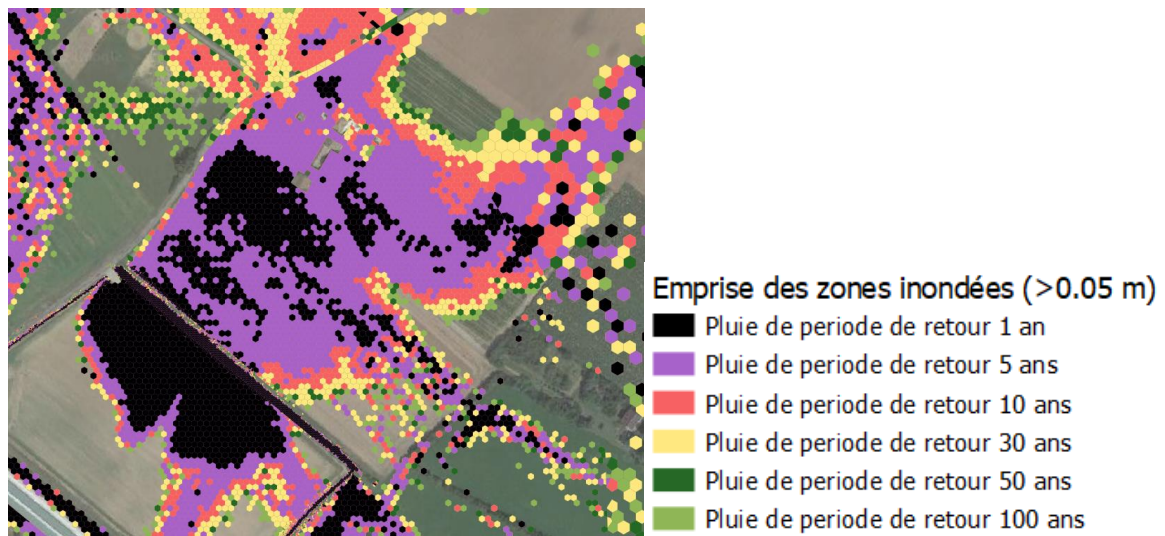 Emprise des zones inondées (>0.05 m)
Pluie de periode de retour 1 an
Pluie de periode de retour 5 ans
Pluie de periode de retour 10 ans
Pluie de periode de retour 30 ans
Pluie de periode de retour 50 ans
Pluie de periode de retour 100 ans